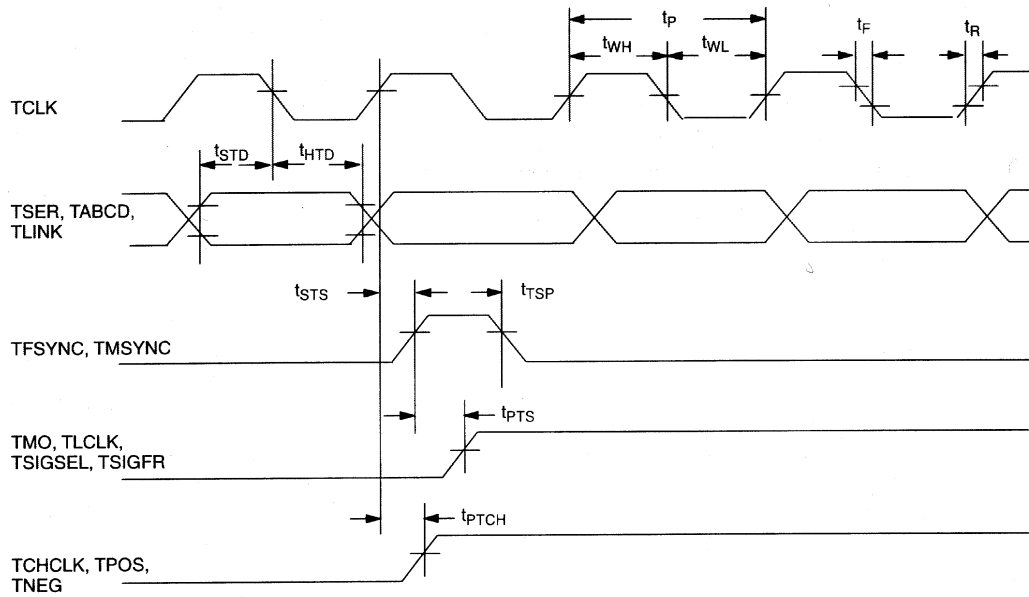 tP
tWH
tWL
tF
tR
TCLK
tSTD
tHTD
TSER, TABCD,
TLINK
tSTS
tTSP
TFSYNC, TMSYNC
tPTS
TMO, TLCLK,
TSIGSEL, TSIGFR
tPTCH
TCHCLK, TPOS,
TNEG